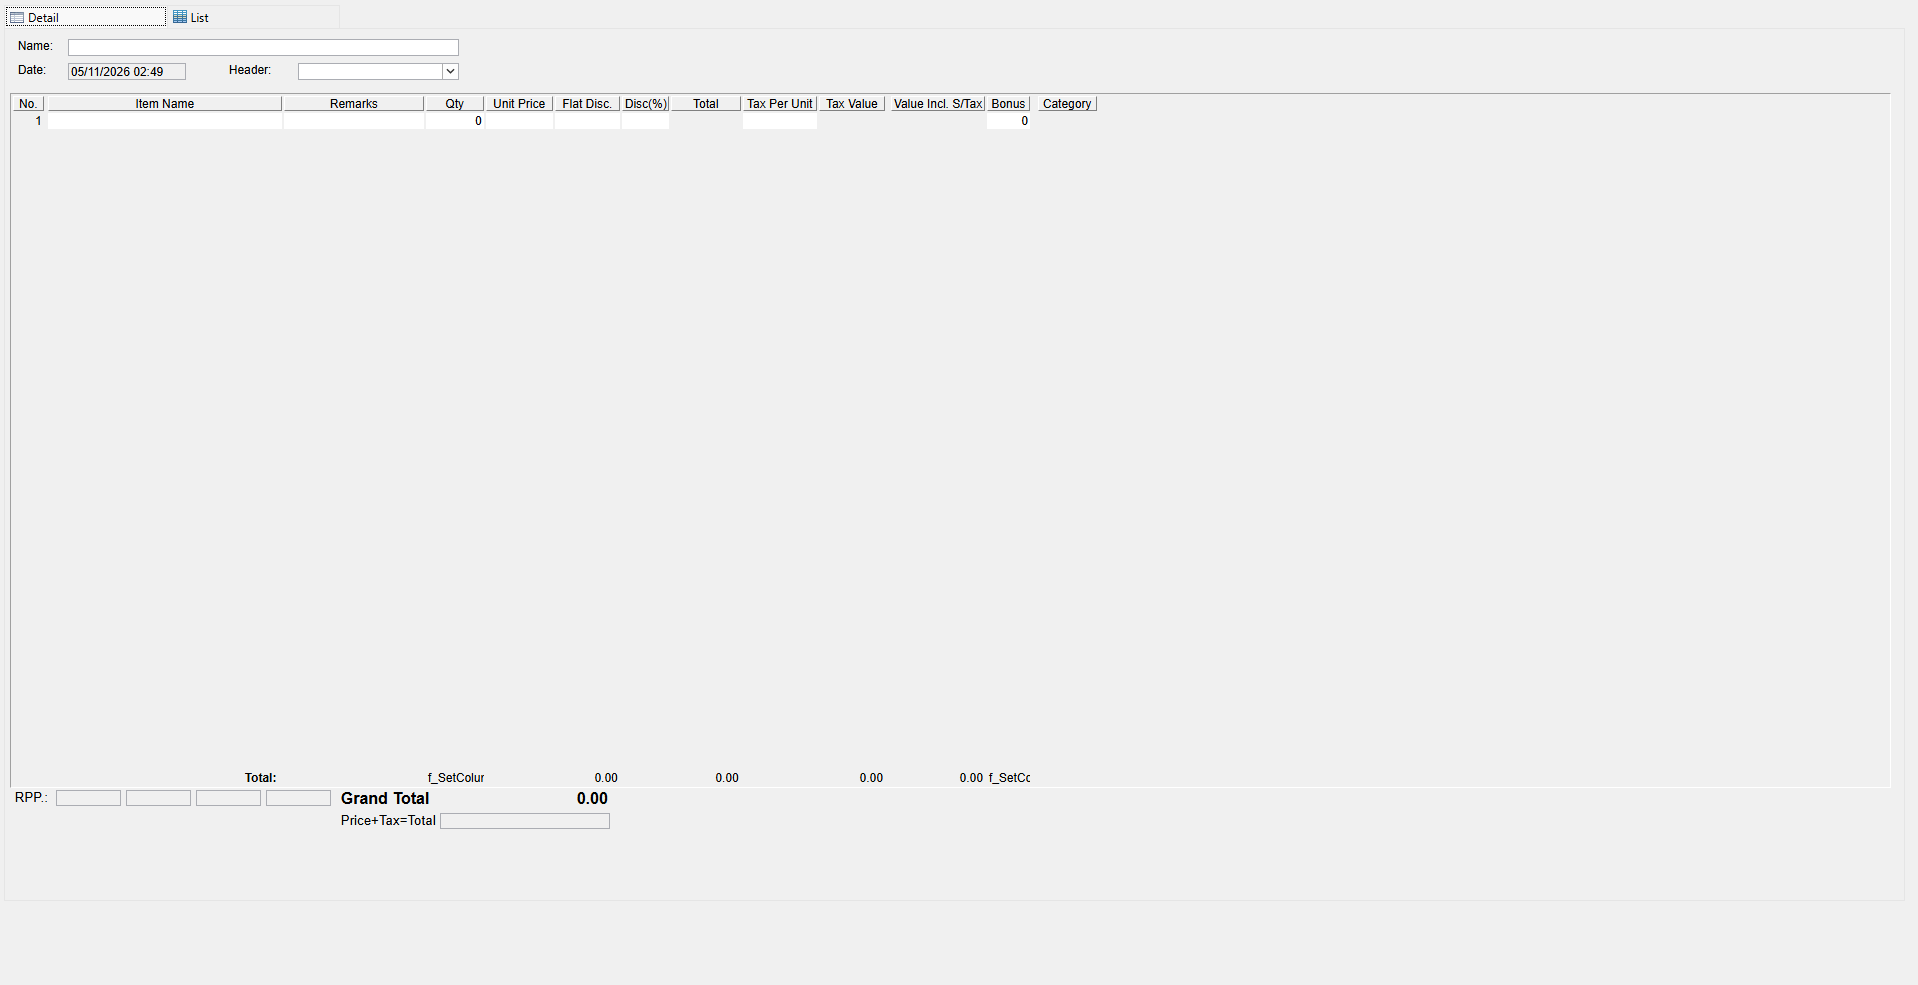 Detail List
Name:
Date: 05/11/2026 02:49 Header:
No. Item Name Remarks Qty Unit Price Flat Disc. Disc(%) Total Tax Per Unit Tax Value Value Incl. S/Tax Bonus Category
1 0 0
Total: f_SetColur 0.00 0.00 0.00 0.00 f_SetCc
RPP.: Grand Total 0.00
Price+Tax=Total